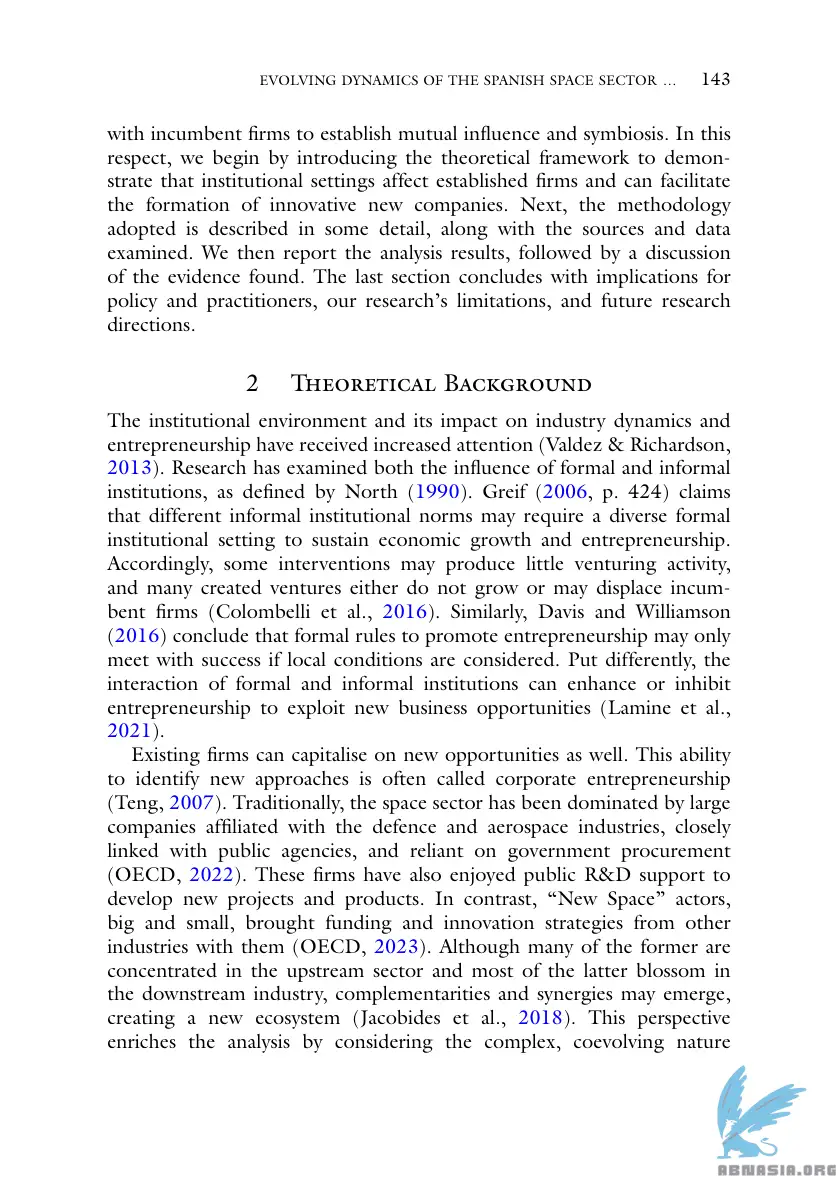 EVOLVING DYNAMICS OF THE SPANISH SPACE SECTOR … 143
with incumbent firms to establish mutual influence and symbiosis. In this
respect, we begin by introducing the theoretical framework to demon-
strate that institutional settings affect established firms and can facilitate
the formation of innovative new companies. Next, the methodology
adopted is described in some detail, along with the sources and data
examined. We then report the analysis results, followed by a discussion
of the evidence found. The last section concludes with implications for
policy and practitioners, our research’s limitations, and future research
directions.
2 Theoretical Background
The institutional environment and its impact on industry dynamics and
entrepreneurship have received increased attention (Valdez & Richardson,
2013). Research has examined both the influence of formal and informal
institutions, as defined by North (1990). Greif (2006, p. 424) claims
that different informal institutional norms may require a diverse formal
institutional setting to sustain economic growth and entrepreneurship.
Accordingly, some interventions may produce little venturing activity,
and many created ventures either do not grow or may displace incum-
bent firms (Colombelli et al., 2016). Similarly, Davis and Williamson
(2016) conclude that formal rules to promote entrepreneurship may only
meet with success if local conditions are considered. Put differently, the
interaction of formal and informal institutions can enhance or inhibit
entrepreneurship to exploit new business opportunities (Lamine et al.,
2021).
Existing firms can capitalise on new opportunities as well. This ability
to identify new approaches is often called corporate entrepreneurship
(Teng, 2007). Traditionally, the space sector has been dominated by large
companies affiliated with the defence and aerospace industries, closely
linked with public agencies, and reliant on government procurement
(OECD, 2022). These firms have also enjoyed public R&D support to
develop new projects and products. In contrast, “New Space” actors,
big and small, brought funding and innovation strategies from other
industries with them (OECD, 2023). Although many of the former are
concentrated in the upstream sector and most of the latter blossom in
the downstream industry, complementarities and synergies may emerge,
creating a new ecosystem (Jacobides et al., 2018). This perspective
enriches the analysis by considering the complex, coevolving nature
ABNASIA.ORG